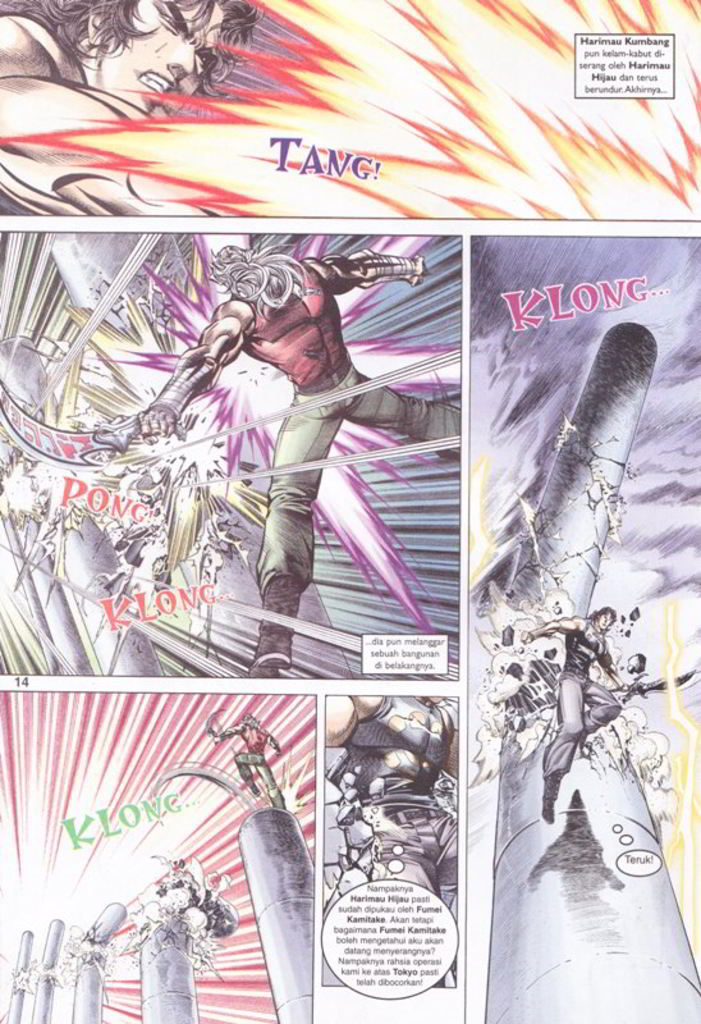 Harimau Kumbang
pun kelam-kabut di-
serang oleh Harimau
Hijau dan terus
berundur. Akhirnya...
TANG!
PONG...
KLONG...
...dia pun melanggar
sebuah bangunan
di belakangnya.
KLONG...
Teruk!
14
KLONG...
Nampaknya
Harimau Hijau pasti
sudah dipukau oleh Fumei
Kamitake. Akan tetapi
bagaimana Fumei Kamitake
boleh mengetahui aku akan
datang menyerangnya?
Nampaknya rahsia operasi
kami ke atas Tokyo pasti
telah dibocorkan!